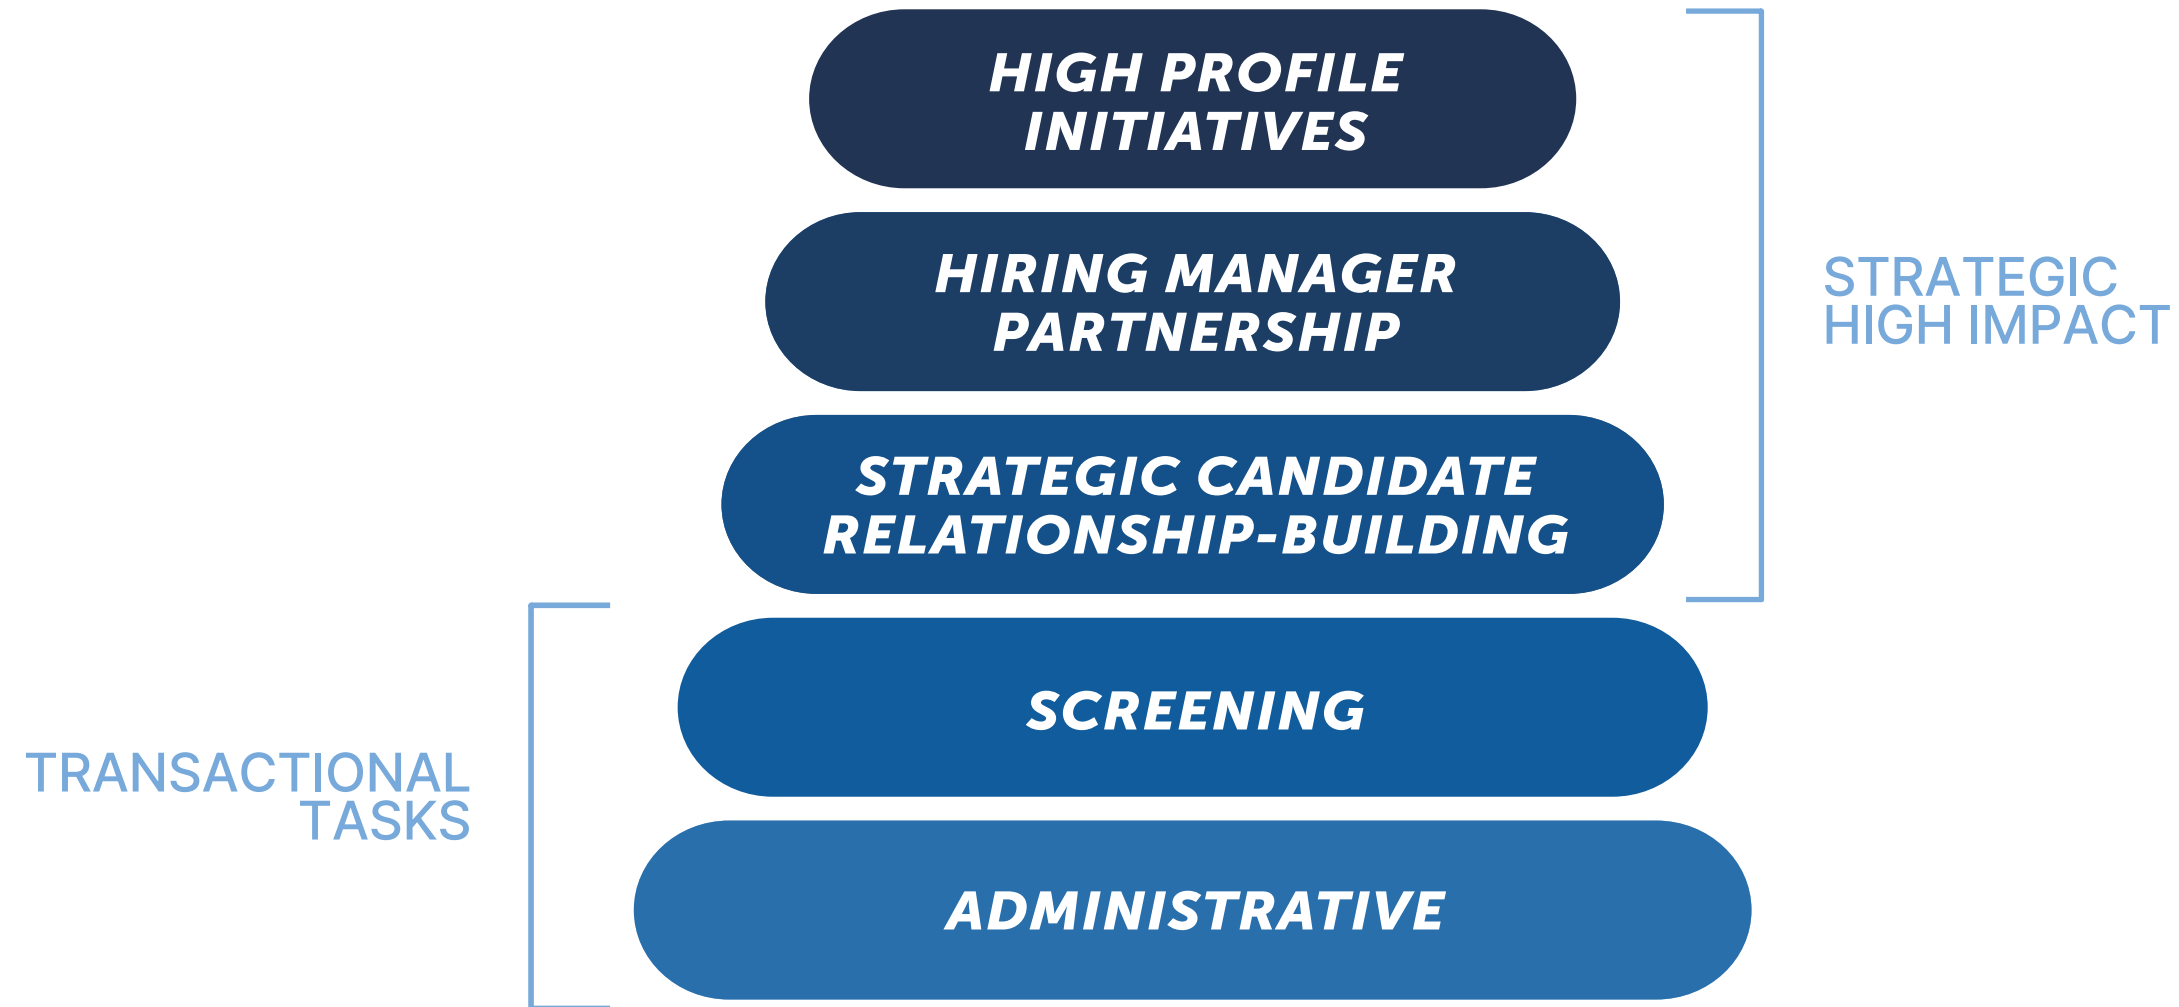 HIGH PROFILE
INITIATIVES
HIRING MANAGER
PARTNERSHIP
STRATEGIC
HIGH IMPACT
STRATEGIC CANDIDATE
RELATIONSHIP-BUILDING
SCREENING
TRANSACTIONAL
TASKS
ADMINISTRATIVE